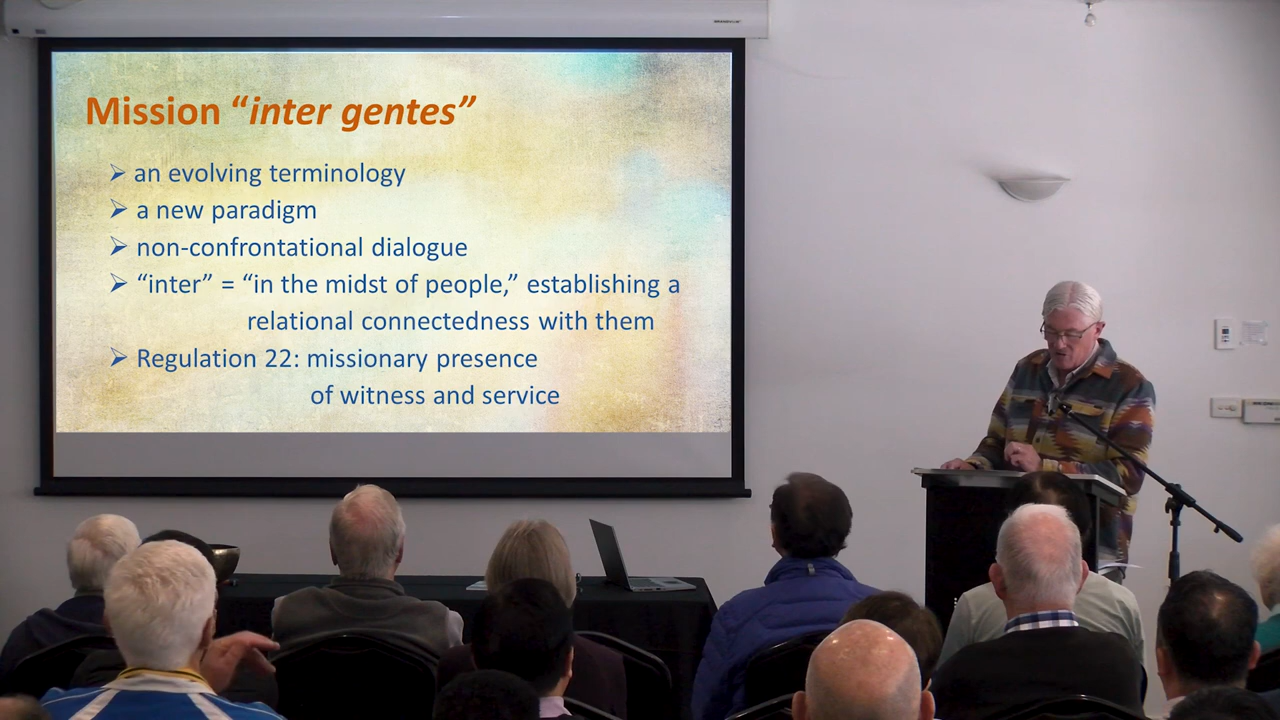 Mission “inter gentes”
➢ an evolving terminology
➢ a new paradigm
➢ non-confrontational dialogue
➢ “inter” = “in the midst of people,” establishing a
relational connectedness with them
➢ Regulation 22: missionary presence
of witness and service